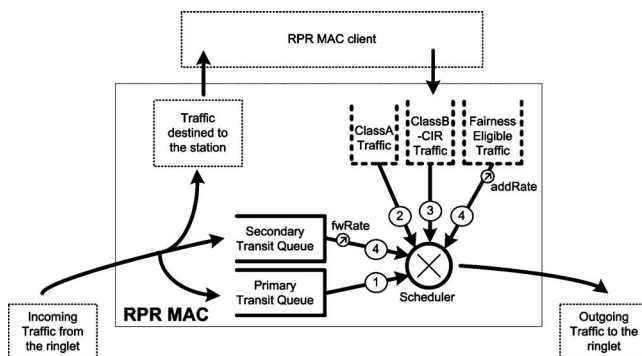 RPR MAC client
Traffic
destined to
the station
ClassA
Traffic
ClassB
-CIR
Traffic
Fairness
Eligible
Traffic
addRate
2
3
4
fwRate
Secondary
Transit Queue
4
Primary
Transit Queue
1
Scheduler
RPR MAC
Incoming
Traffic from
the ringlet
Outgoing
Traffic to the
ringlet